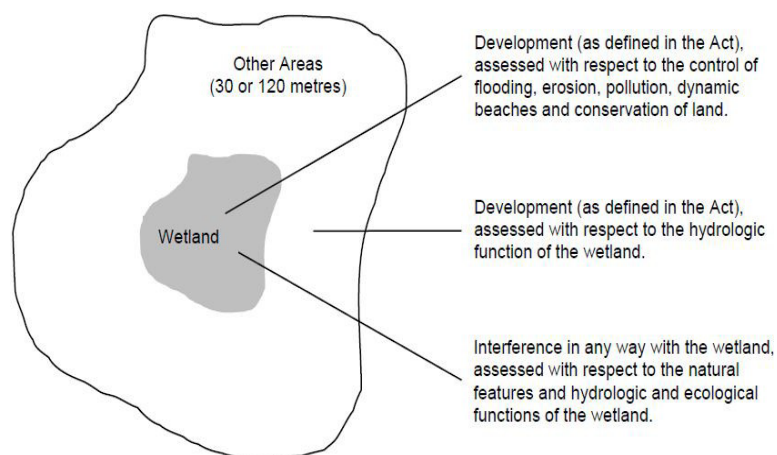 Other Areas
(30 or 120 metres)
Wetland
Development (as defined in the Act),
assessed with respect to the control of
flooding, erosion, pollution, dynamic
beaches and conservation of land.
Development (as defined in the Act),
assessed with respect to the hydrologic
function of the wetland.
Interference in any way with the wetland,
assessed with respect to the natural
features and hydrologic and ecological
functions of the wetland.